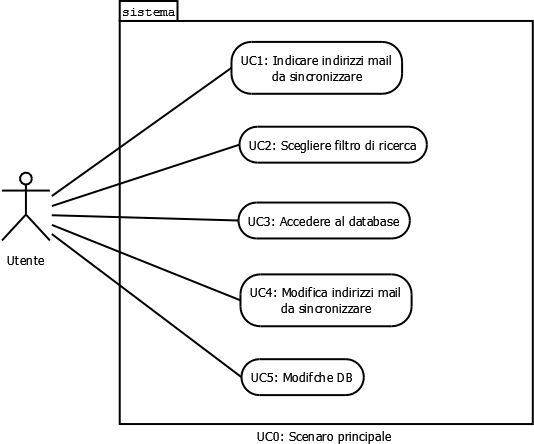 sistema
UC1: Indicare indirizzi mail
da sincronizzare
UC2: Scegliere filtro di ricerca
UC3: Accedere al database
Utente
UC4: Modifica indirizzi mail
da sincronizzare
UC5: Modifche DB
UC0: Scenaro principale